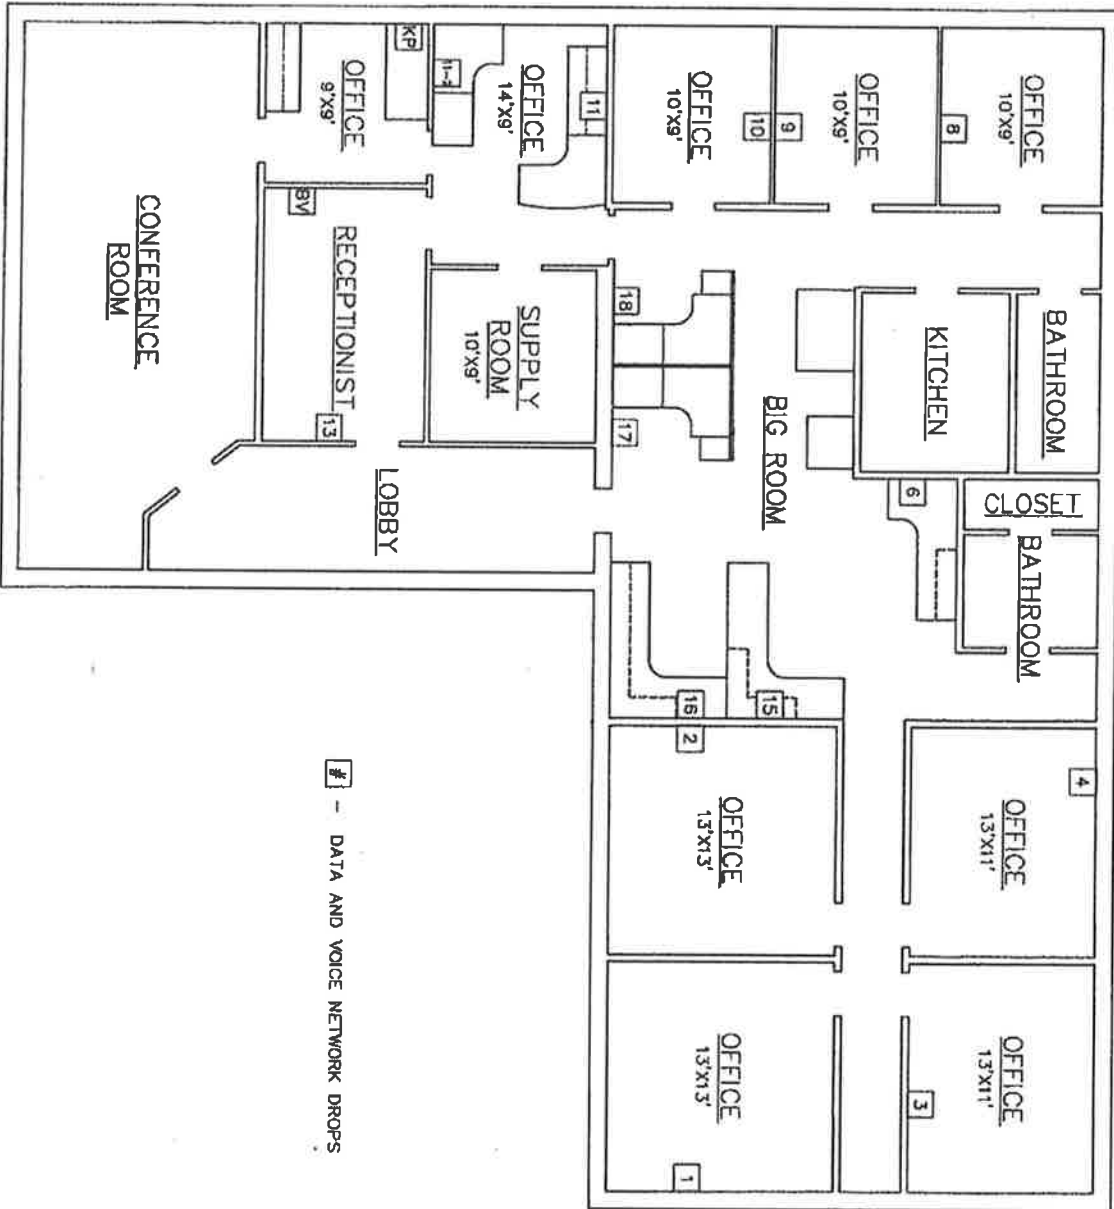 OFFICE
10'X9'
8
BATHROOM
CLOSET
BATHROOM
4
OFFICE
13'X11'
OFFICE
13'X11'
3
OFFICE
10'X9'
9
KITCHEN
6
10
OFFICE
10'X9'
BIG ROOM
15
16
2
OFFICE
13'X13'
OFFICE
13'X13'
1
11
OFFICE
14'X9'
18
17
SUPPLY
ROOM
10'X9'
KP
OFFICE
9'X9'
BV
RECEPTIONIST
13
LOBBY
CONFERENCE
ROOM
# - DATA AND VOICE NETWORK DROPS